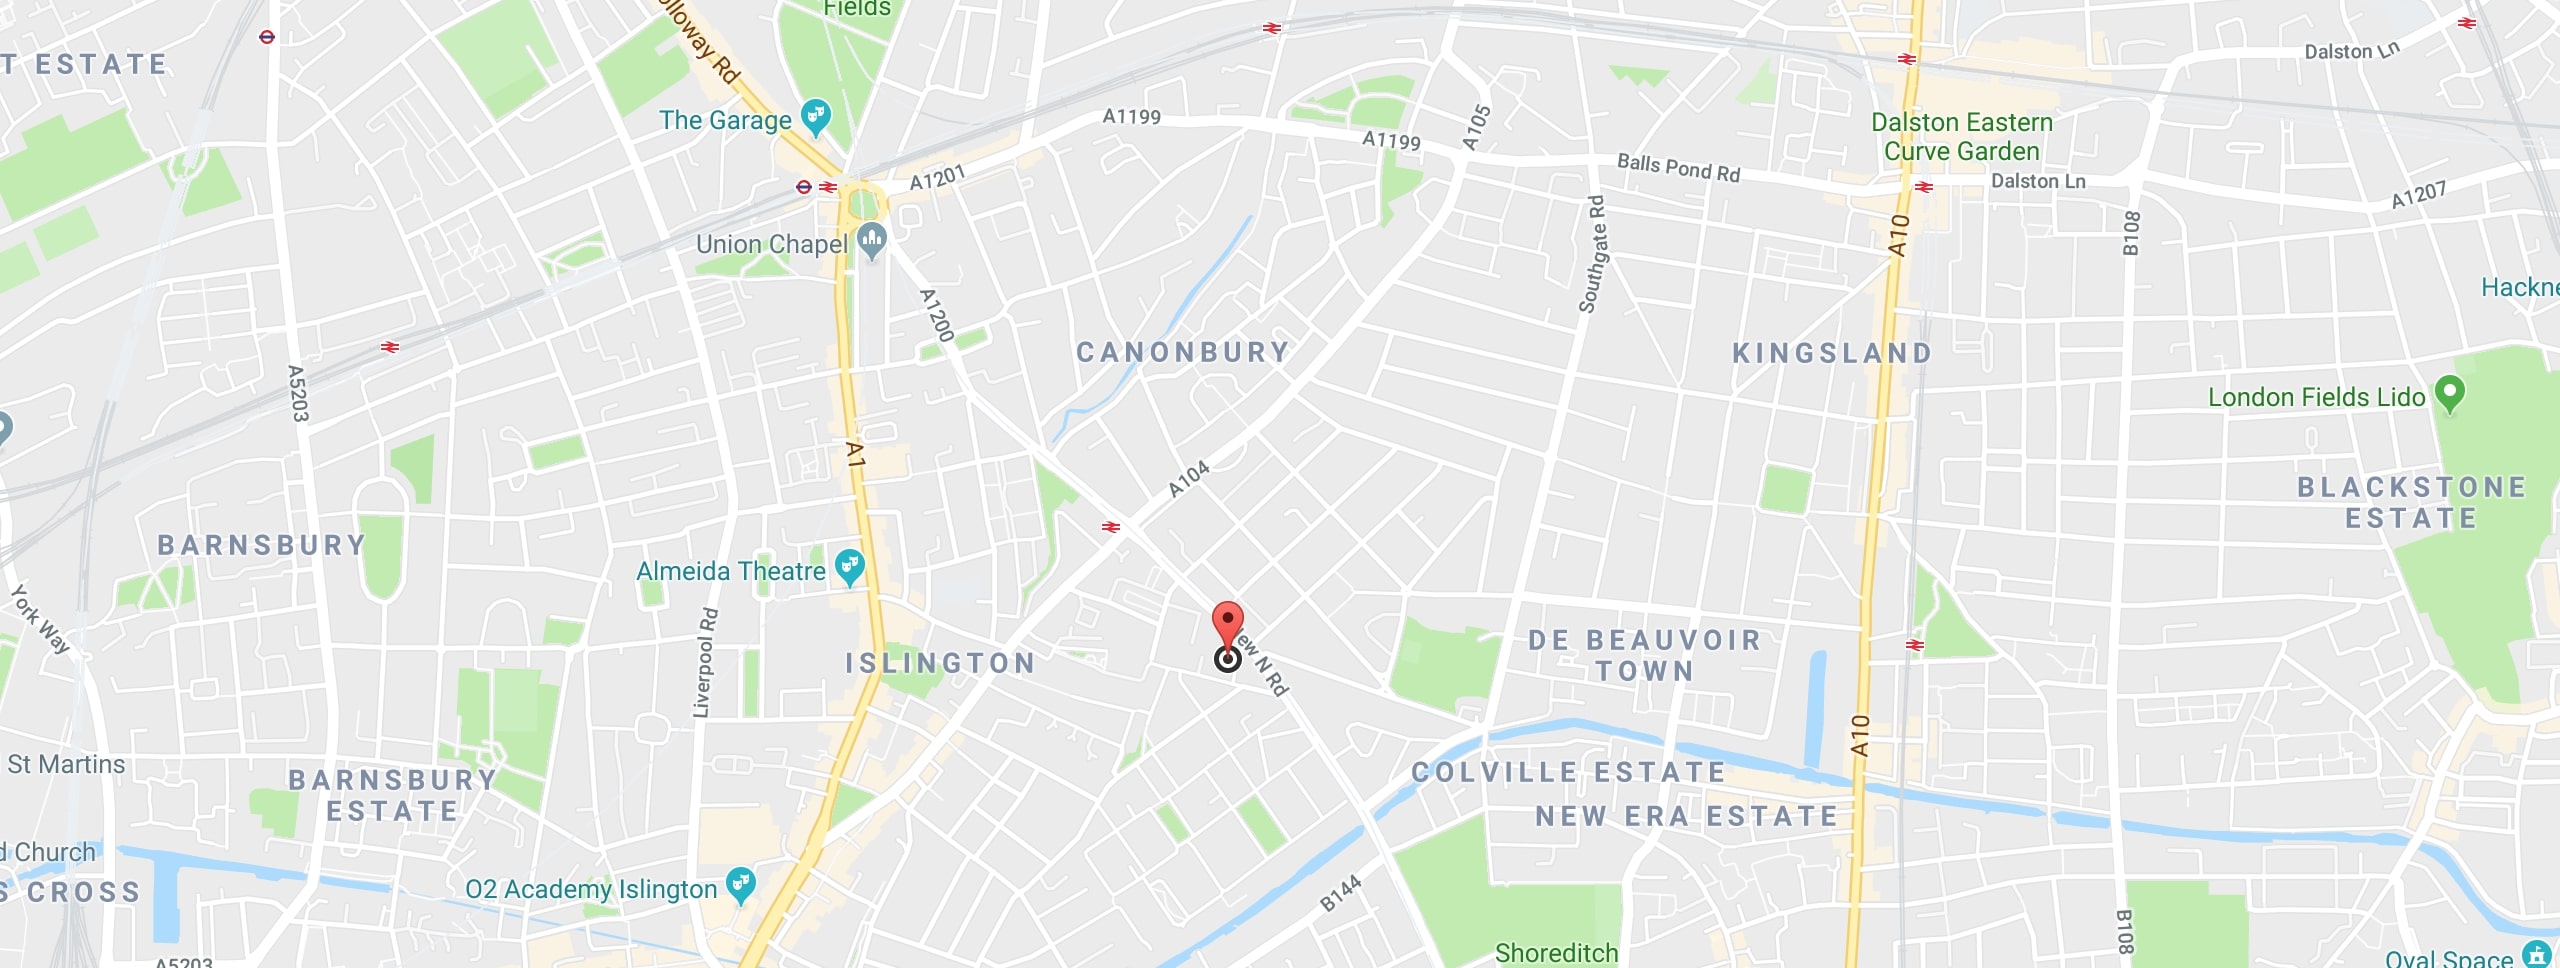 Fields
olloway Rd
T ESTATE
Dalston Ln
The Garage
A1199
A1199
A105
Dalston Eastern
Curve Garden
Balls Pond Rd
A1201
Dalston Ln
A1207
Union Chapel
Southgate Rd
A10
B108
A1200
Hackne
CANONBURY
KINGSLAND
A5203
London Fields Lido
A1
A104
BLACKSTONE
ESTATE
BARNSBURY
Almeida Theatre
York Way
Liverpool Rd
ISLINGTON
ew N Rd
DE BEAUVOIR
TOWN
A10
St Martins
BARNSBURY
ESTATE
COLVILLE ESTATE
NEW ERA ESTATE
d Church
S CROSS
O2 Academy Islington
B144
B108
Shoreditch
A5203
Oval Space